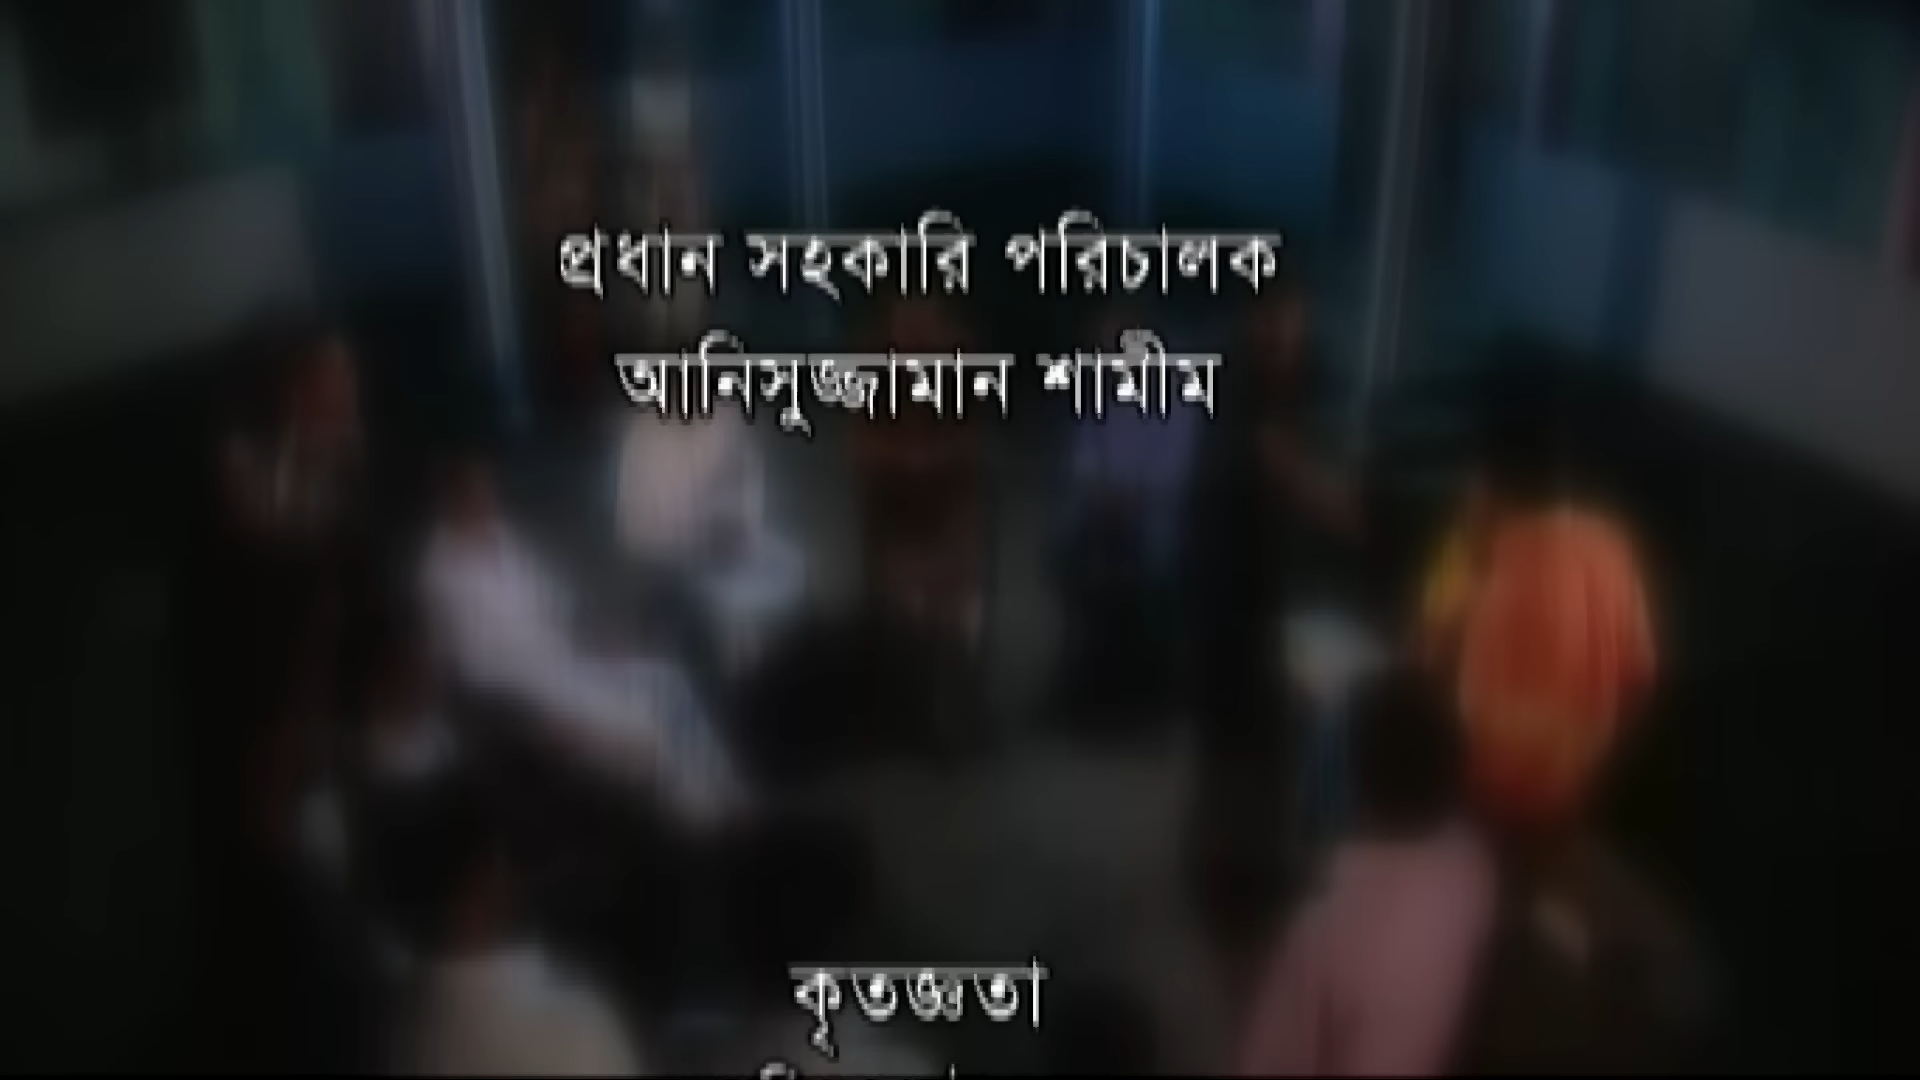 প্রধান সহকারি পরিচালক
আনিসুজ্জামান শামীম
কৃতজ্ঞতা